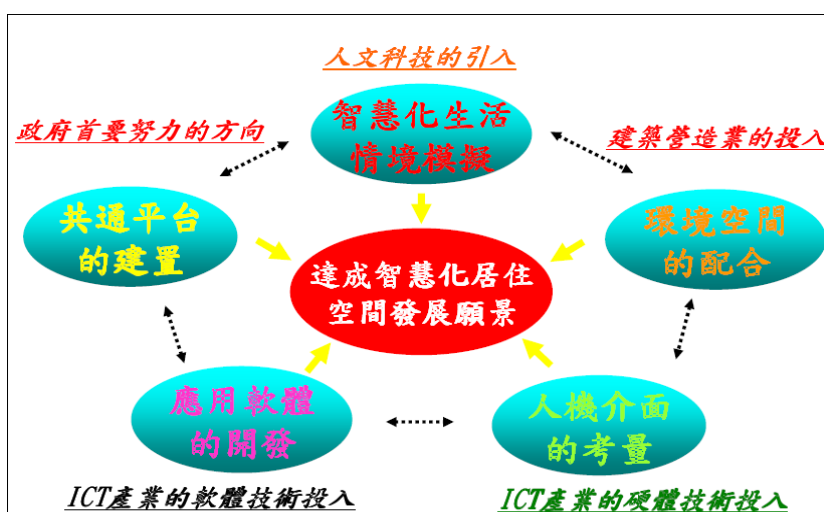 人文科技的引入
智慧化生活
情境模擬
政府首要努力的方向
建築營造業的投入
共通平台
的建置
環境空間
的配合
達成智慧化居住
空間發展願景
應用軟體
的開發
人機介面
的考量
ICT產業的軟體技術投入
ICT產業的硬體技術投入